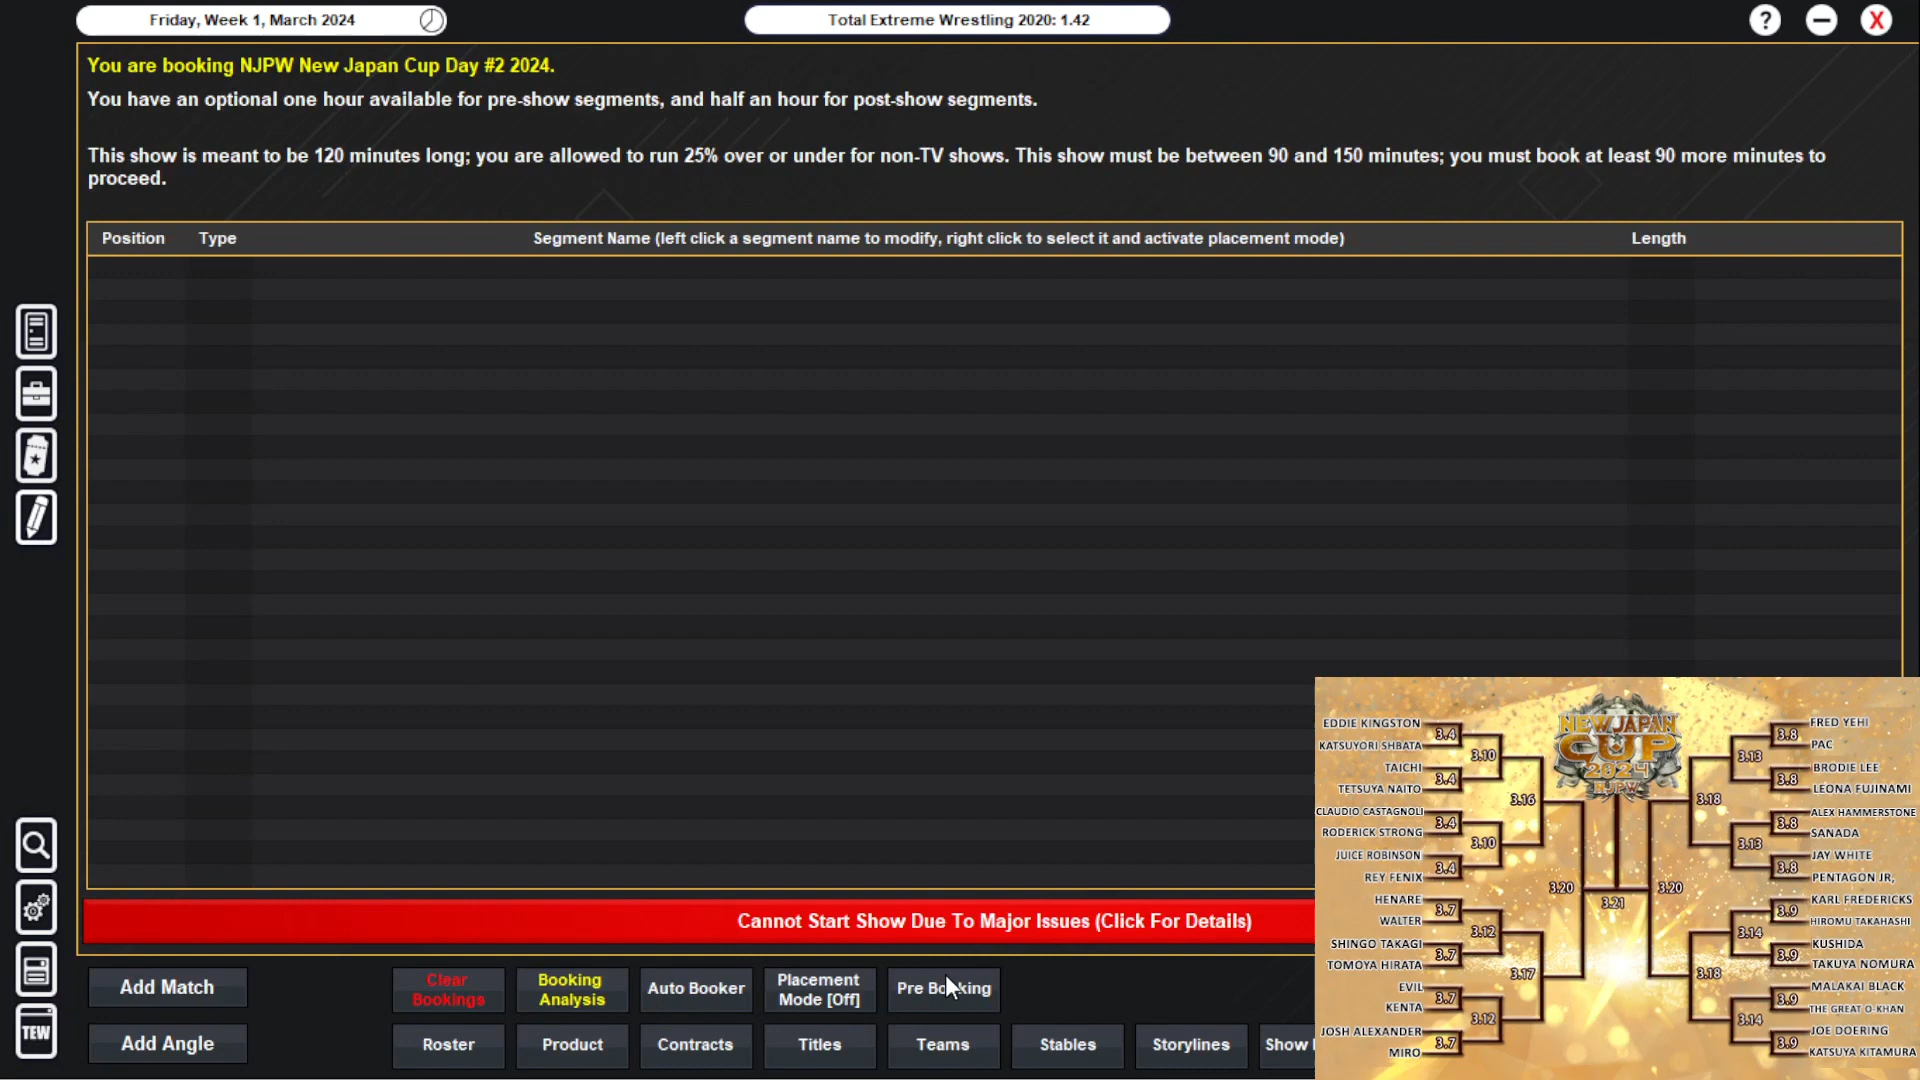 Friday, Week 1, March 2024
Total Extreme Wrestling 2020: 1.42
?
X
You are booking NJPW New Japan Cup Day #2 2024.
You have an optional one hour available for pre-show segments, and half an hour for post-show segments.
This show is meant to be 120 minutes long; you are allowed to run 25% over or under for non-TV shows. This show must be between 90 and 150 minutes; you must book at least 90 more minutes to
proceed.
Position Type Segment Name (left click a segment name to modify, right click to select it and activate placement mode) Length
Cannot Start Show Due To Major Issues (Click For Details)
Add Match
Clear
Bookings
Booking
Analysis
Auto Booker
Placement
Mode [Off]
Pre Booking
Add Angle
Roster
Product
Contracts
Titles
Teams
Stables
Storylines
Show
TEW
NEW JAPAN
CUP
2024
NJPW
EDDIE KINGSTON
3.4
KATSUYORI SHBATA
3.10
TAICHI
3.4
TETSUYA NAITO
3.16
CLAUDIO CASTAGNOLI
3.4
RODERICK STRONG
3.10
JUICE ROBINSON
3.4
REY FENIX
3.20
HENARE
3.7
WALTER
3.12
SHINGO TAKAGI
3.7
TOMOYA HIRATA
3.17
EVIL
3.7
KENTA
3.12
JOSH ALEXANDER
3.7
MIRO
3.21
FRED YEHI
3.8
PAC
3.13
BRODIE LEE
3.8
LEONA FUJINAMI
3.18
ALEX HAMMERSTONE
3.8
SANADA
3.13
JAY WHITE
3.8
PENTAGON JR,
3.20
KARL FREDERICKS
3.9
HIROMU TAKAHASHI
3.14
KUSHIDA
3.9
TAKUYA NOMURA
3.18
MALAKAI BLACK
3.9
THE GREAT O-KHAN
3.14
JOE DOERING
3.9
KATSUYA KITAMURA